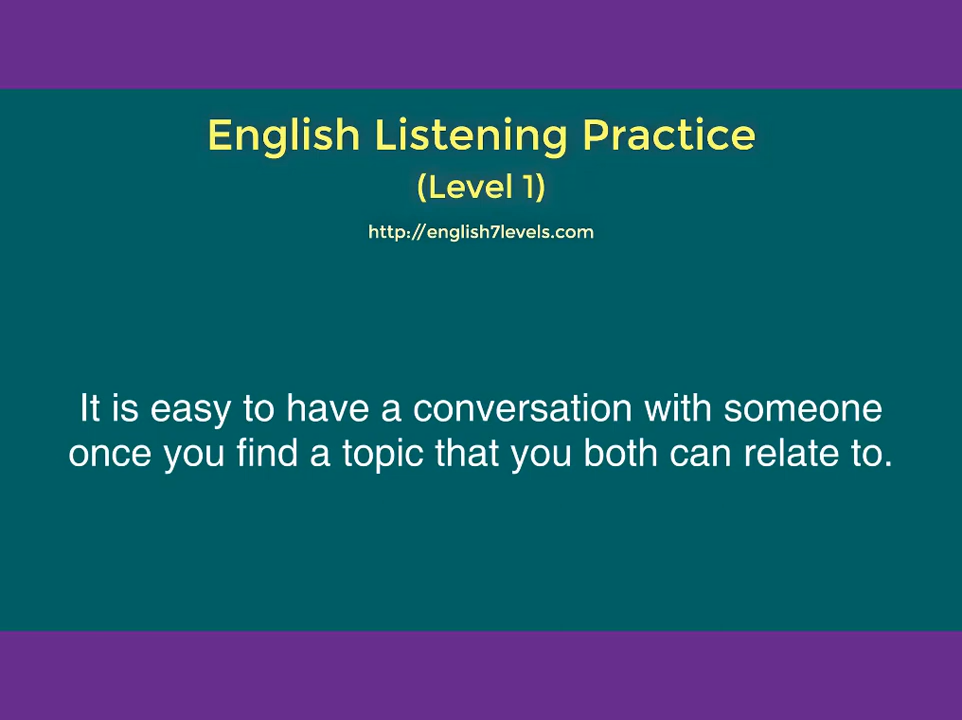 English Listening Practice
(Level 1)
http://english7levels.com
It is easy to have a conversation with someone
once you find a topic that you both can relate to.